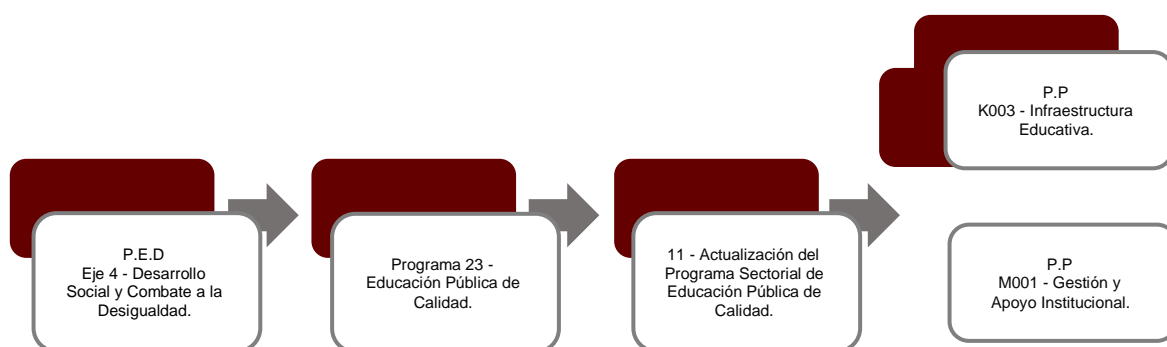 P.E.D
Eje 4 - Desarrollo
Social y Combate a la
Desigualdad.
Programa 23 -
Educación Pública de
Calidad.
11 - Actualización del
Programa Sectorial de
Educación Pública de
Calidad.
P.P
K003 - Infraestructura
Educativa.
P.P
M001 - Gestión y
Apoyo Institucional.